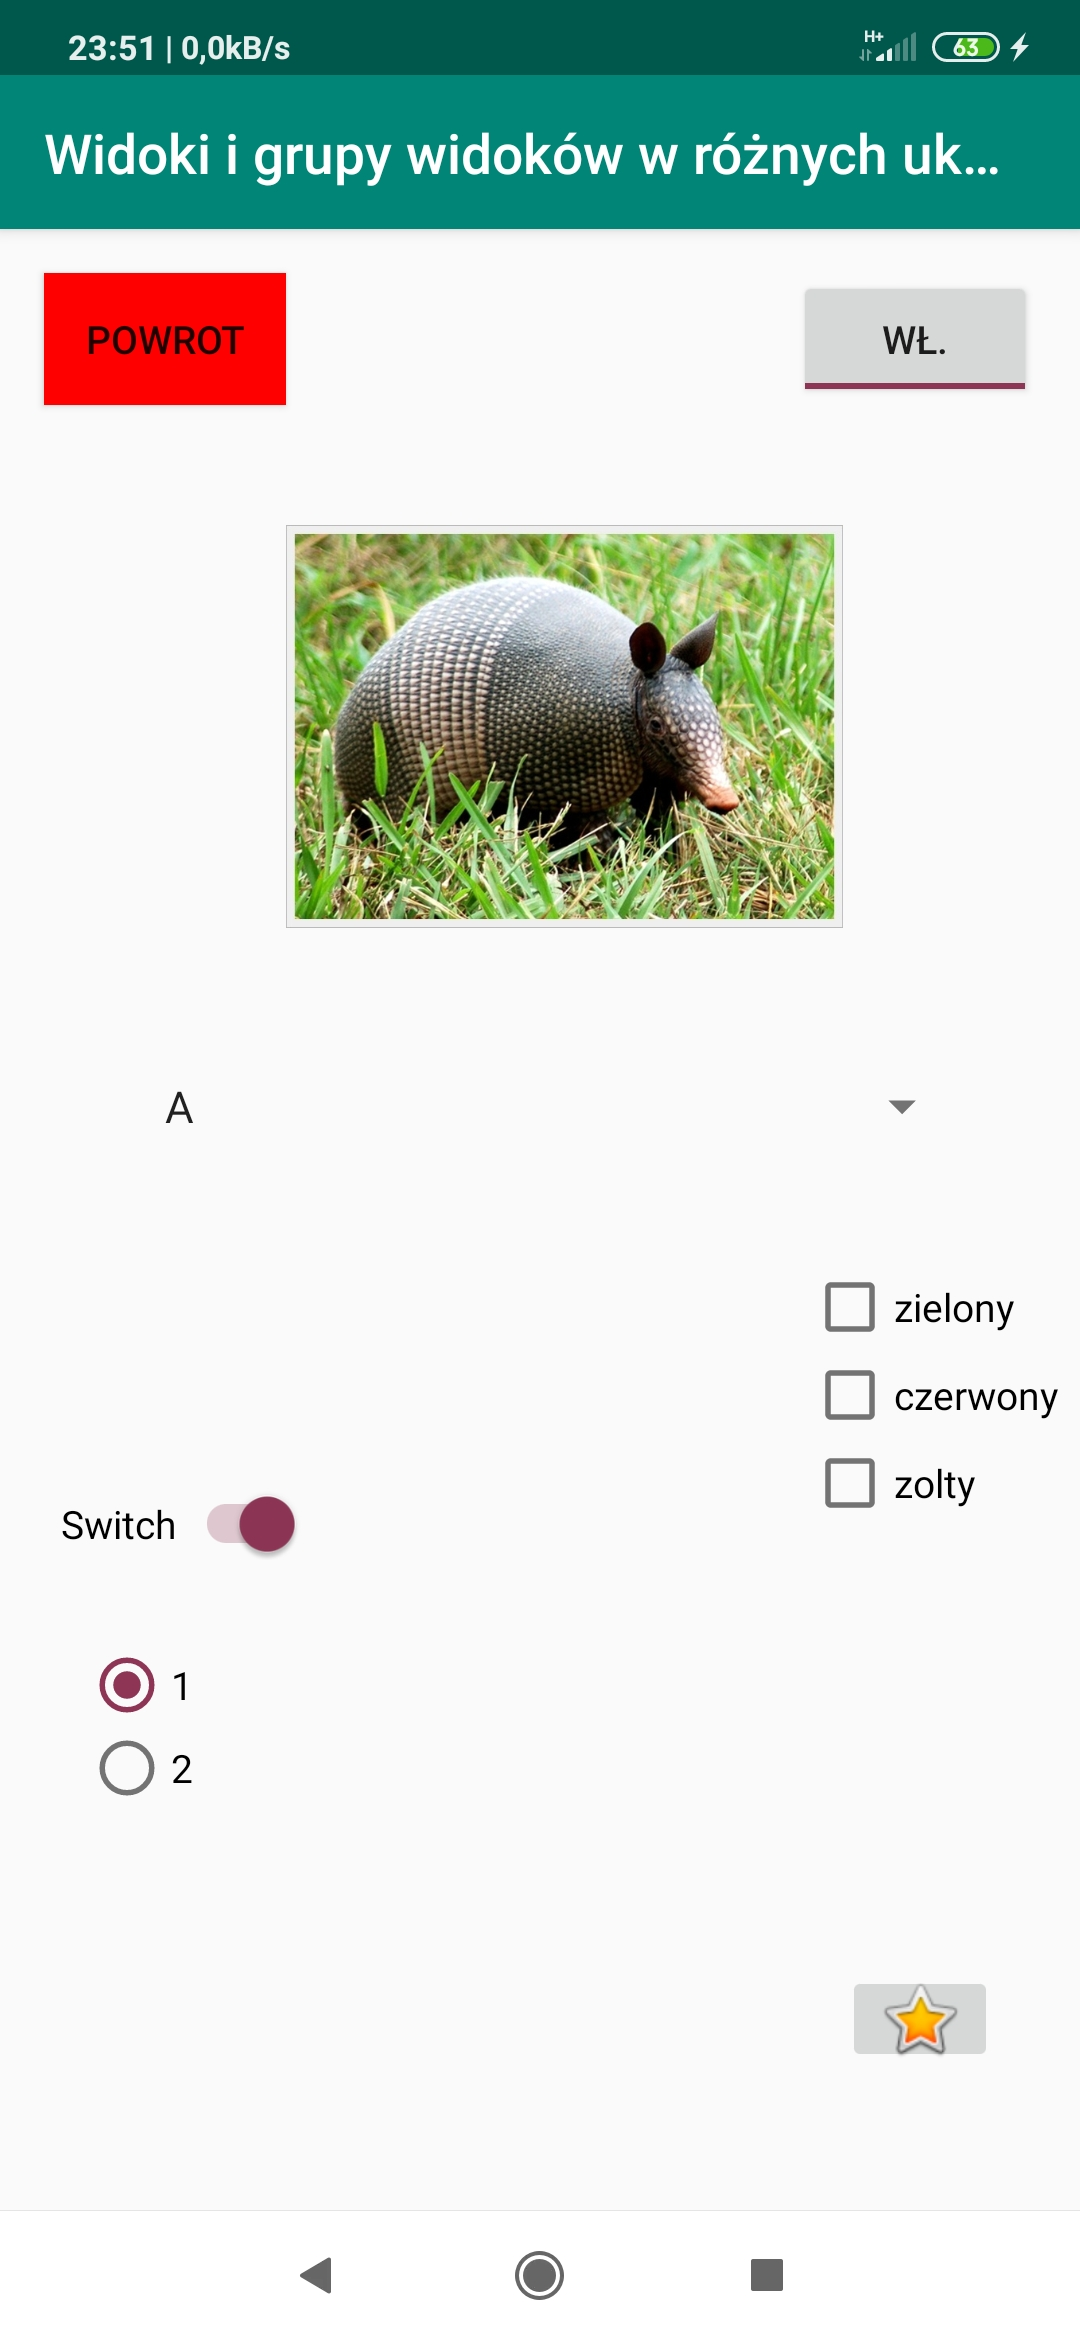 23:51 | 0,0kB/s H+ 63
Widoki i grupy widoków w różnych uk...
POWROT WŁ.
A
zielony
czerwony
zolty
Switch
1
2